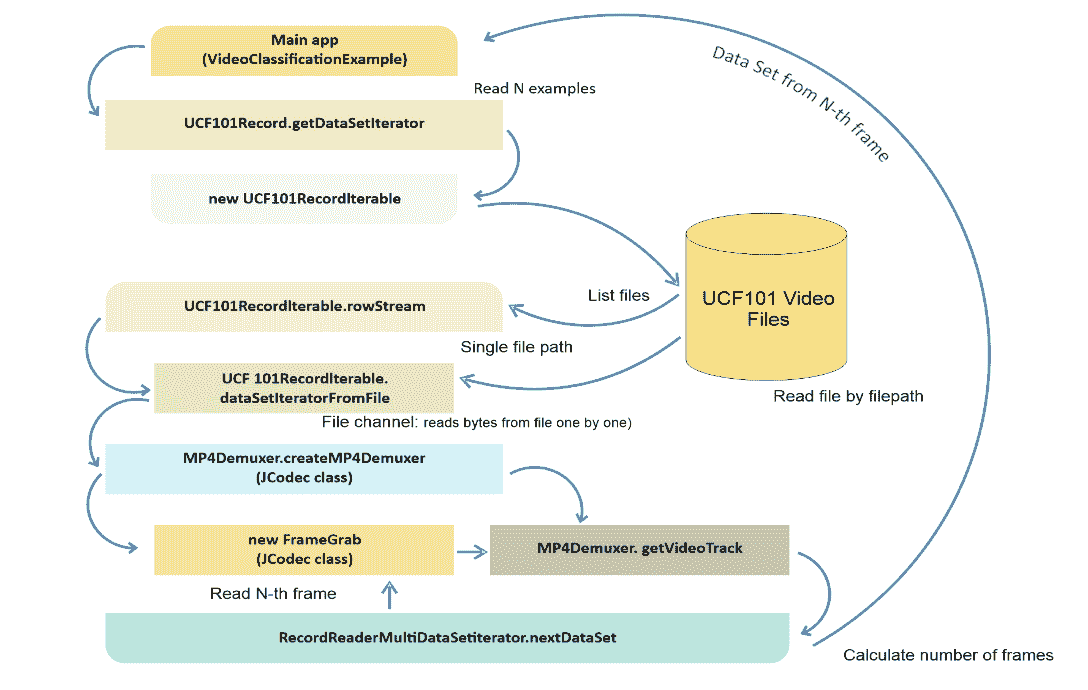 Main app
(VideoClassificationExample)
Data Set from N-th frame
Read N examples
UCF101Record.getDataSetIterator
new UCF101RecordIterable
UCF101RecordIterable.rowStream
List files
UCF101 Video
Files
Single file path
UCF 101RecordIterable.
dataSetIteratorFromFile
Read file by filepath
File channel: reads bytes from file one by one)
MP4Demuxer.createMP4Demuxer
(JCodec class)
new FrameGrab
(JCodec class)
MP4Demuxer. getVideoTrack
Read N-th frame
RecordReaderMultiDataSetIterator.nextDataSet
Calculate number of frames